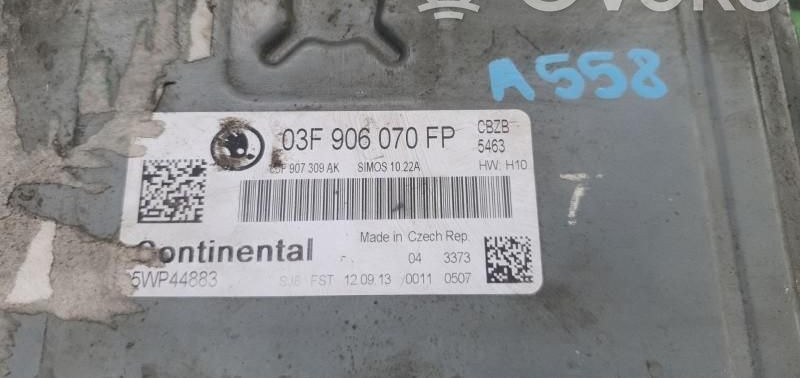 A558
03F 906 070 FP
CBZB
5463
907 309 AK SIMOS 10.22A HW: H10
Continental
Made in Czech Rep.
04 3373
5WP44883
SJ8 FST 12.09.13 0011 0507